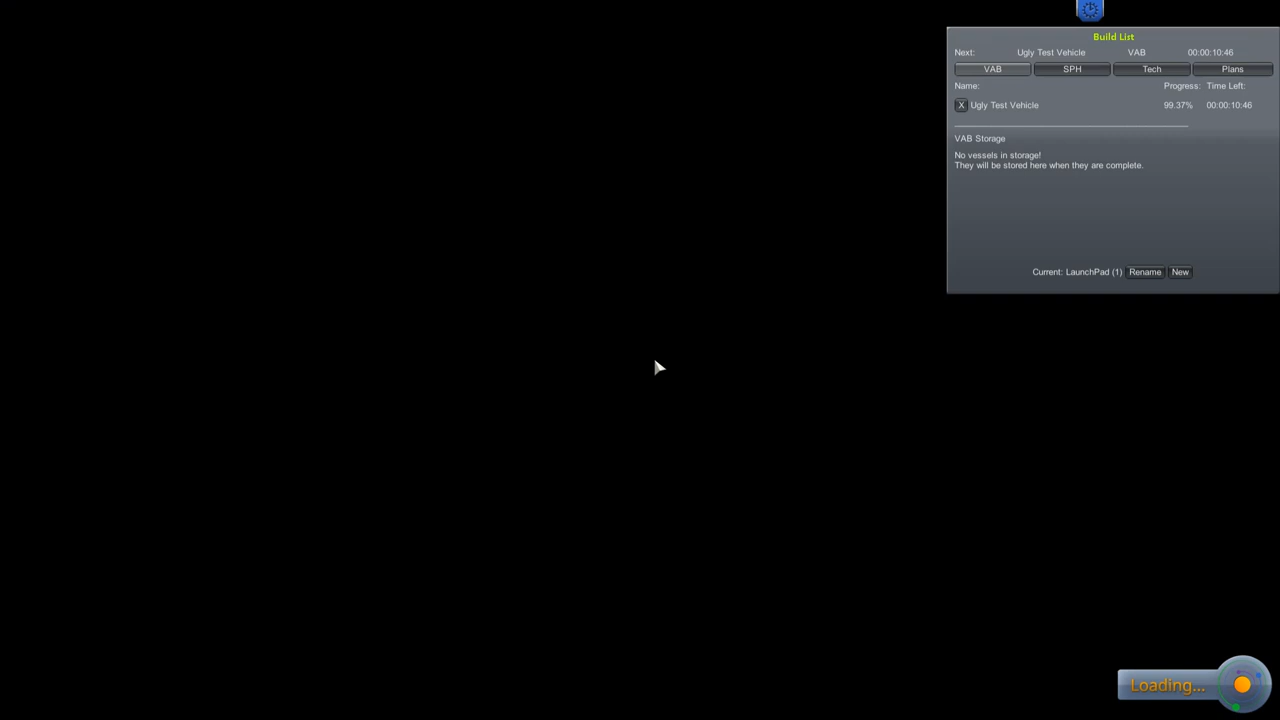 Build List
Next: Ugly Test Vehicle VAB 00:00:10:46
VAB SPH Tech Plans
Name: Progress: Time Left:
X Ugly Test Vehicle 99.37% 00:00:10:46
VAB Storage
No vessels in storage!
They will be stored here when they are complete.
Current: LaunchPad (1) Rename New
Loading...